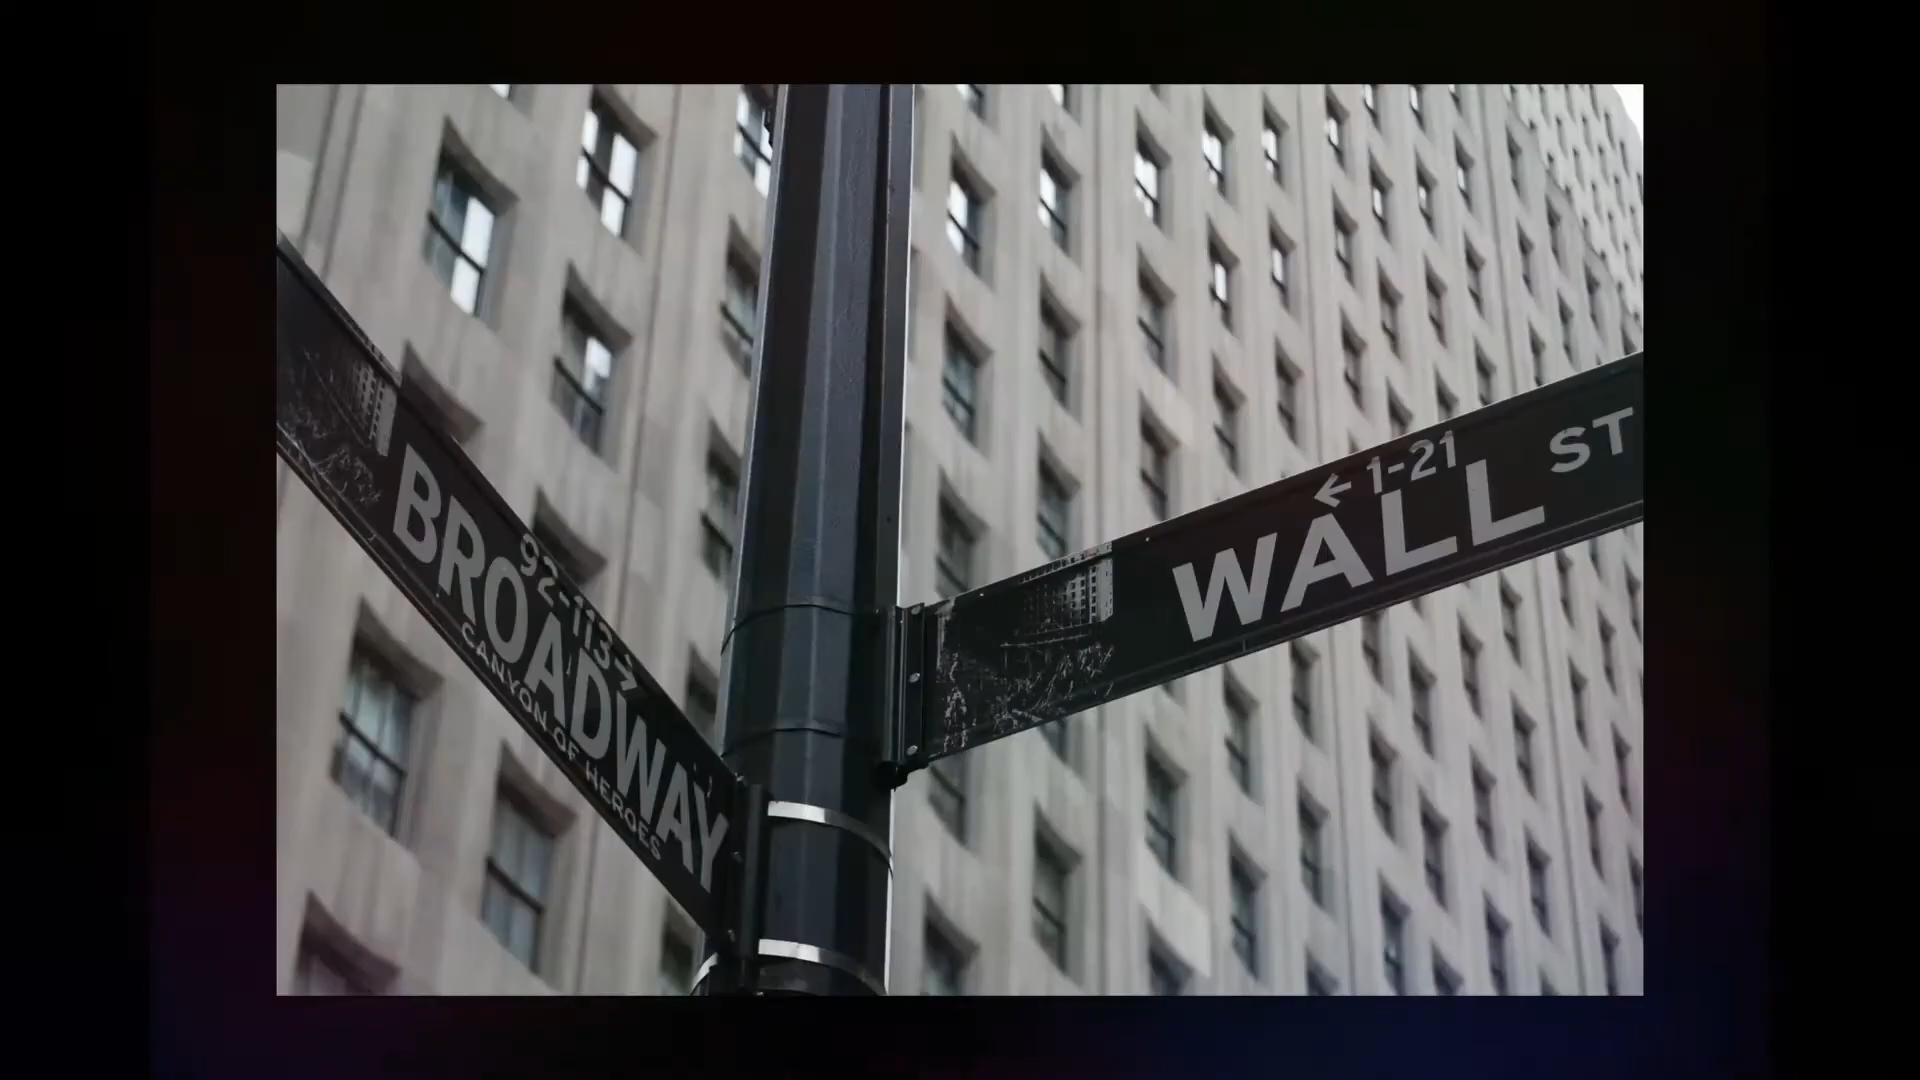 92-113→
BROADWAY
CANYON OF HEROES
←1-21
WALL ST